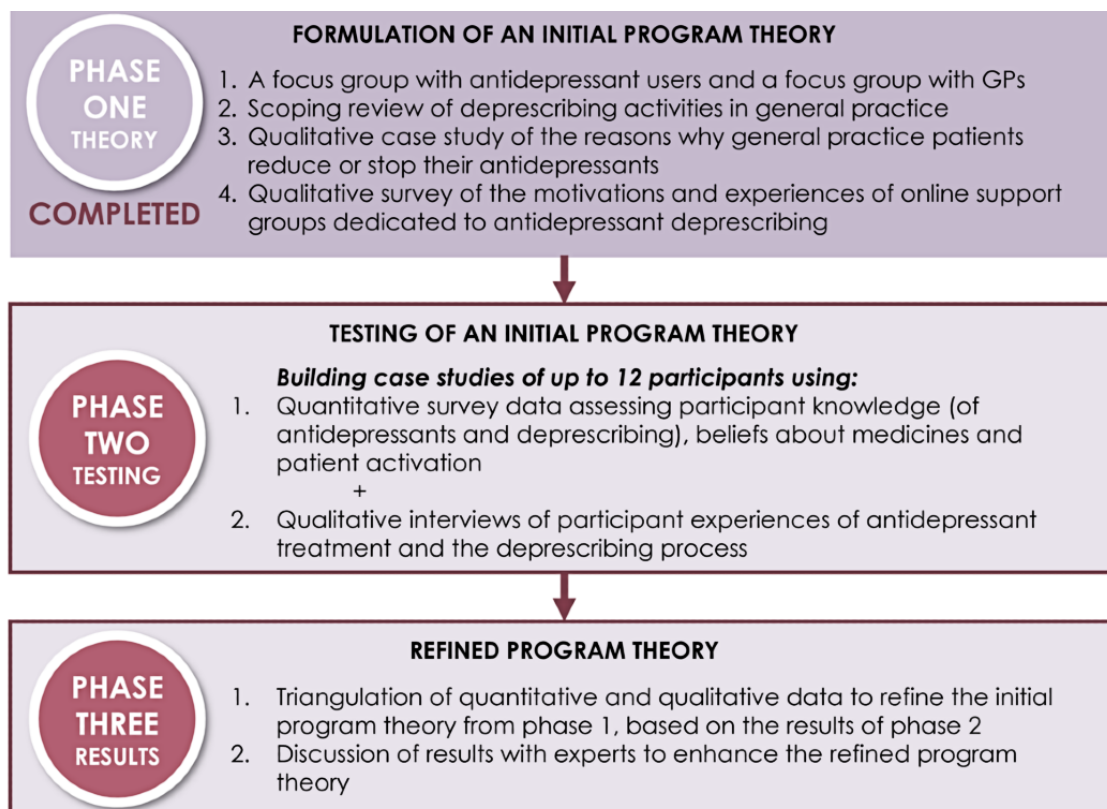 PHASE
ONE
THEORY
COMPLETED
FORMULATION OF AN INITIAL PROGRAM THEORY
1. A focus group with antidepressant users and a focus group with GPs
2. Scoping review of deprescribing activities in general practice
3. Qualitative case study of the reasons why general practice patients
reduce or stop their antidepressants
4. Qualitative survey of the motivations and experiences of online support
groups dedicated to antidepressant deprescribing
PHASE
TWO
TESTING
TESTING OF AN INITIAL PROGRAM THEORY
Building case studies of up to 12 participants using:
1. Quantitative survey data assessing participant knowledge (of
antidepressants and deprescribing), beliefs about medicines and
patient activation
+
2. Qualitative interviews of participant experiences of antidepressant
treatment and the deprescribing process
PHASE
THREE
RESULTS
REFINED PROGRAM THEORY
1. Triangulation of quantitative and qualitative data to refine the initial
program theory from phase 1, based on the results of phase 2
2. Discussion of results with experts to enhance the refined program
theory